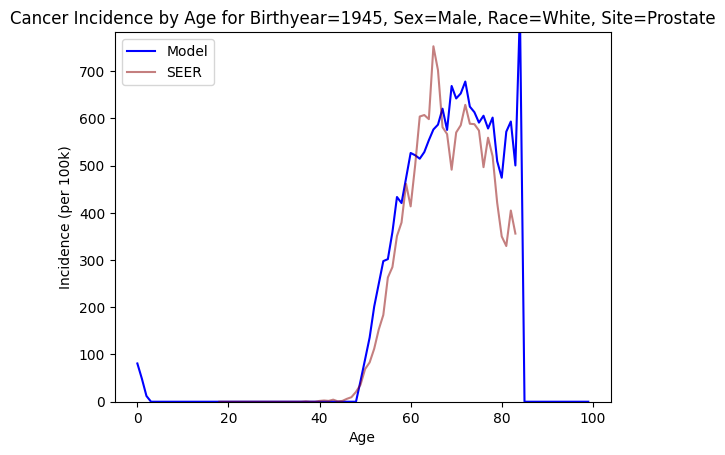 Cancer Incidence by Age for Birthyear=1945, Sex=Male, Race=White, Site=Prostate
Model
SEER
700
600
500
400
300
200
100
0
Incidence (per 100k)
0 20 40 60 80 100
Age